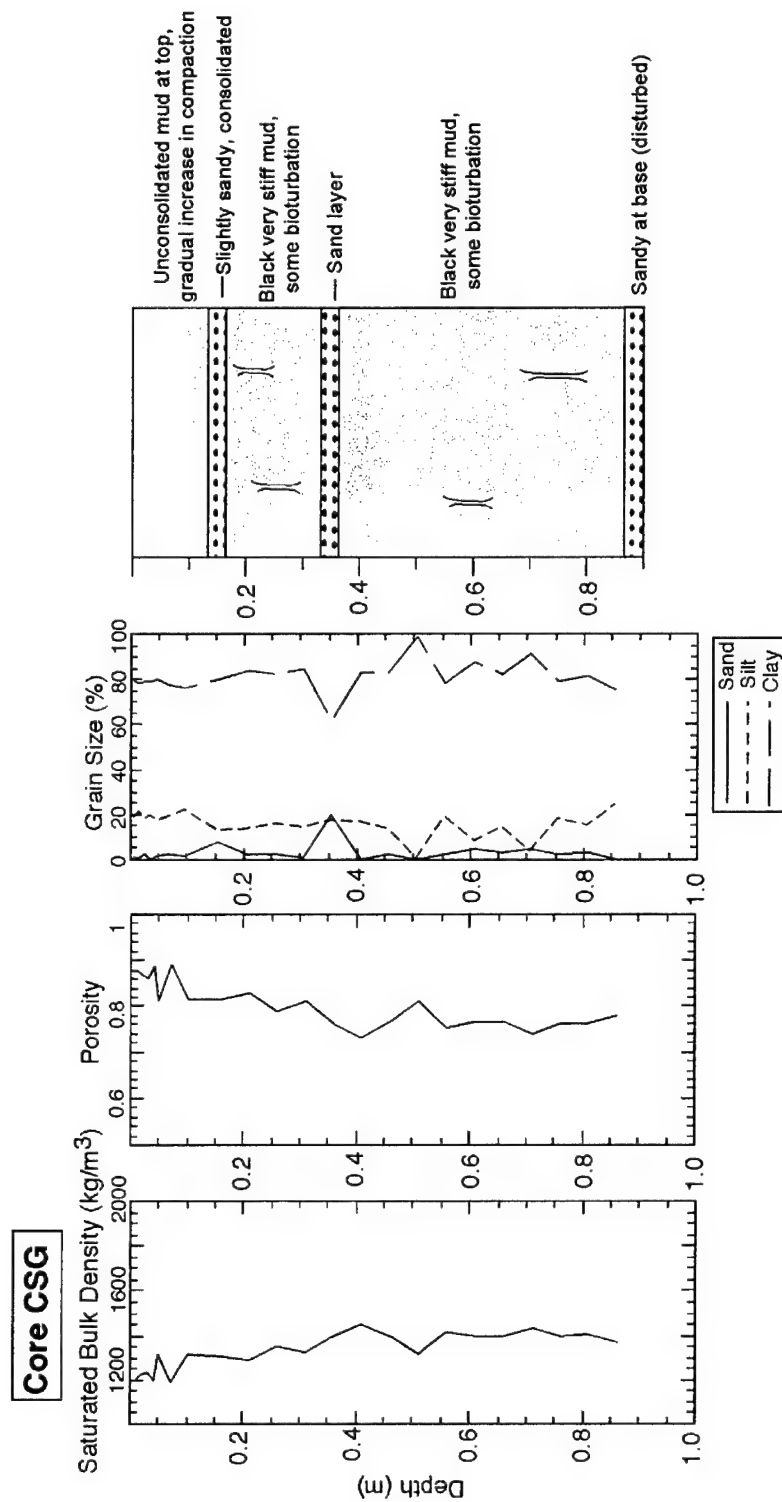 Core CSG
Saturated Bulk Density (kg/m³)
1200 1600 2000
Depth (m)
0.2
0.4
0.6
0.8
1.0
Porosity
0.6 0.8 1
0.2
0.4
0.6
0.8
1.0
Grain Size (%)
0 20 40 60 80 100
0.2
0.4
0.6
0.8
1.0
Sand
Silt
Clay
0.2
0.4
0.6
0.8
Unconsolidated mud at top,
gradual increase in compaction
Slightly sandy, consolidated
Black very stiff mud,
some bioturbation
Sand layer
Black very stiff mud,
some bioturbation
Sandy at base (disturbed)